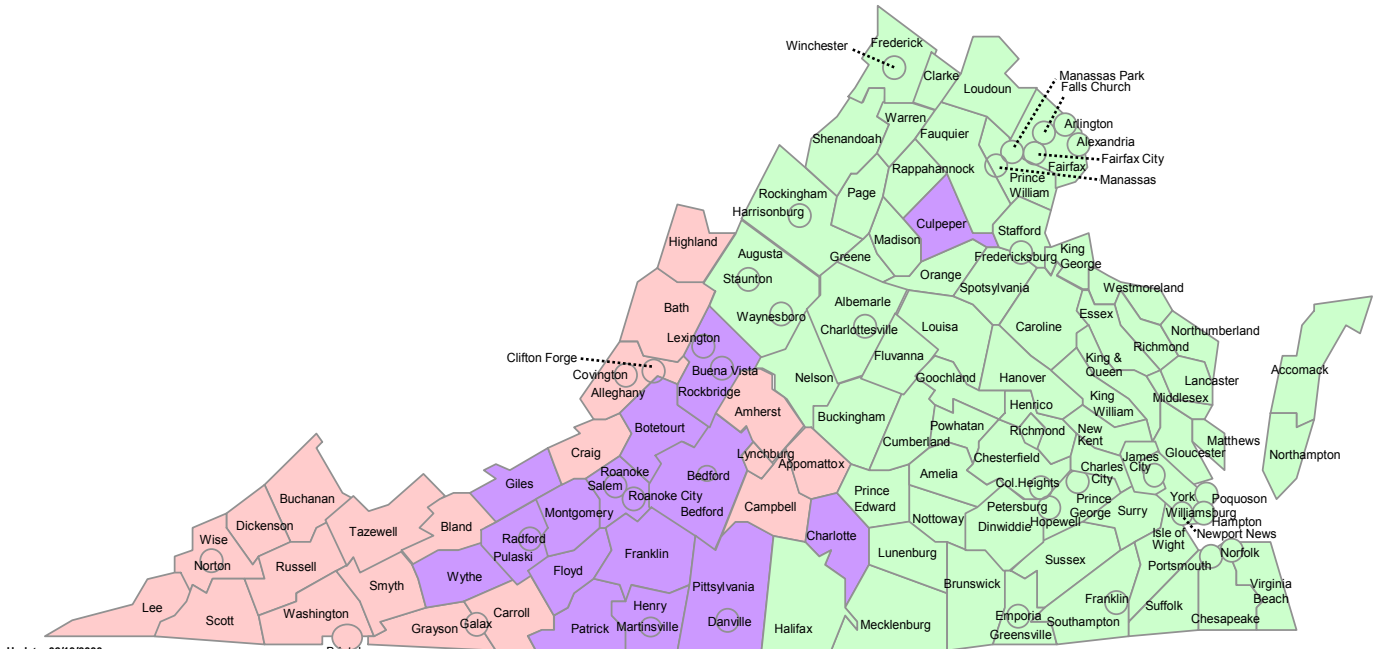 Frederick
Winchester
Clarke
Manassas Park
Falls Church
Loudoun
Warren
Arlington
Fauquier
Shenandoah
Alexandria
Fairfax City
Fairfax
Rappahannock
Manassas
Prince
William
Page
Rockingham
Harrisonburg
Culpeper
Stafford
Madison
Highland
King
George
Augusta
Greene
Fredericksburg
Orange
Staunton
Spotsylvania
Westmoreland
Albemarle
Bath
Essex
Waynesboro
Charlottesville
Louisa
Caroline
Northumberland
Lexington
Richmond
Clifton Forge
Fluvanna
King &
Queen
Covington
Buena Vista
Accomack
Nelson
Goochland
Hanover
Lancaster
Alleghany
Rockbridge
King
William
Middlesex
Henrico
Amherst
Buckingham
Botetourt
Powhatan
Richmond
New
Kent
Matthews
Cumberland
Craig
Lynchburg
Gloucester
Northampton
Chesterfield
James
City
Appomattox
Charles
City
Roanoke
Bedford
Amelia
Giles
Salem
Col.Heights
Prince
Edward
Roanoke City
York
Poquoson
Buchanan
Prince
George
Campbell
Petersburg
Surry
Williamsburg
Bedford
Montgomery
Nottoway
Hopewell
Hampton
Dickenson
Bland
Dinwiddie
Tazewell
Newport News
Isle of
Wight
Charlotte
Wise
Radford
Norfolk
Lunenburg
Franklin
Pulaski
Sussex
Norton
Portsmouth
Russell
Floyd
Wythe
Brunswick
Virginia
Beach
Smyth
Pittsylvania
Franklin
Lee
Henry
Suffolk
Washington
Carroll
Emporia
Chesapeake
Scott
Galax
Danville
Southampton
Grayson
Patrick
Martinsville
Halifax
Mecklenburg
Greensville